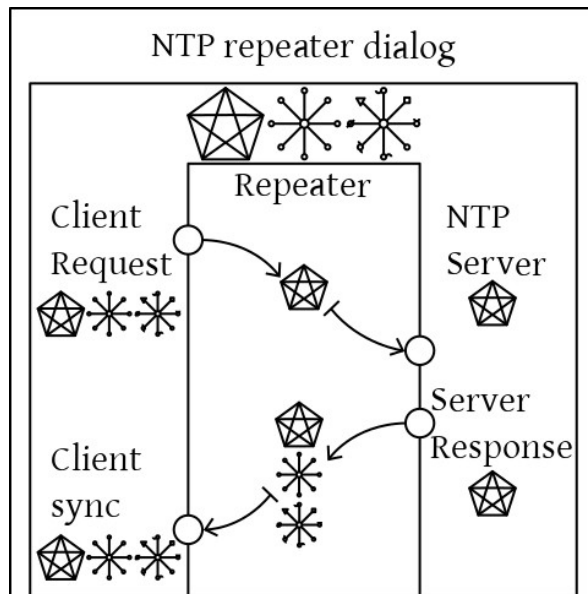 NTP repeater dialog
Repeater
Client
Request
NTP
Server
Server
Response
Client
sync